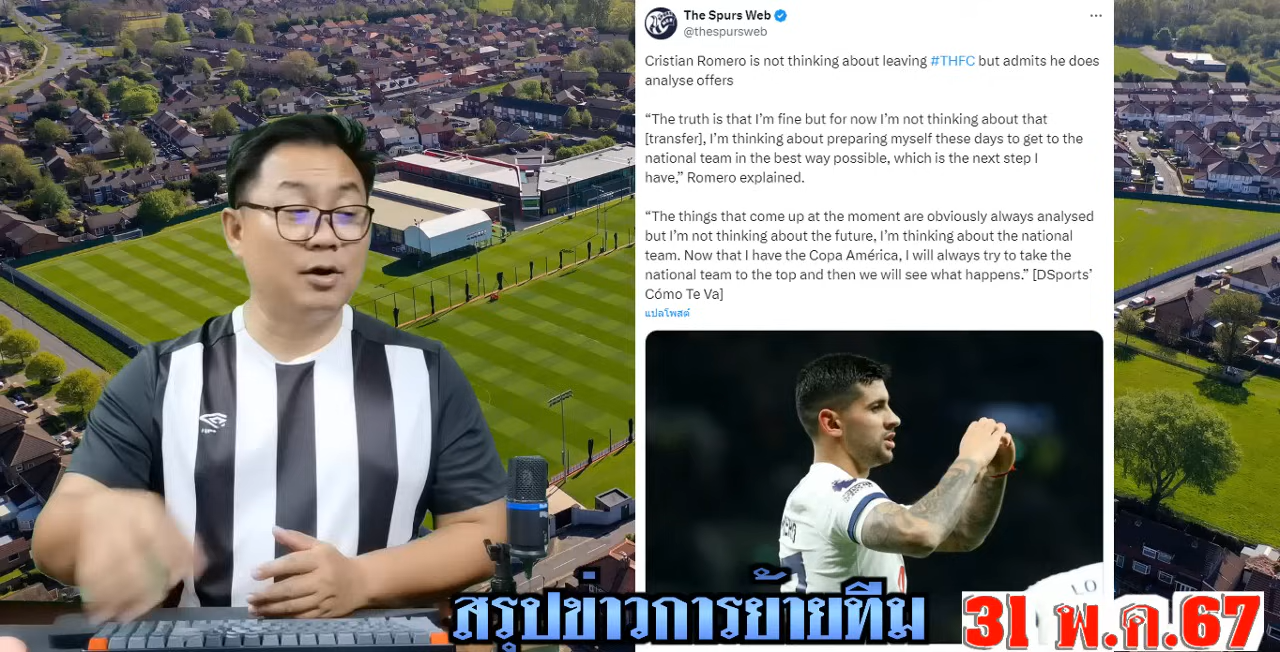 The Spurs Web
@thespursweb
Cristian Romero is not thinking about leaving #THFC but admits he does
analyse offers
“The truth is that I’m fine but for now I’m not thinking about that
[transfer], I’m thinking about preparing myself these days to get to the
national team in the best way possible, which is the next step I
have,” Romero explained.
“The things that come up at the moment are obviously always analysed
but I’m not thinking about the future, I’m thinking about the national
team. Now that I have the Copa América, I will always try to take the
national team to the top and then we will see what happens.” [DSports’
Cómo Te Va]
แปลโพสต์
LO
สรุปข่าวการย้ายทีม
31 พ.ค.67